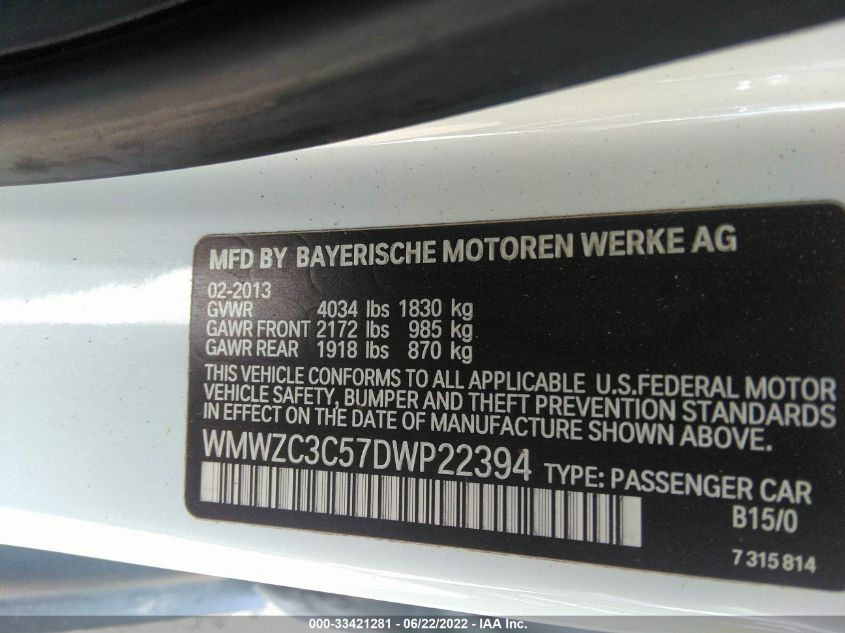 MFD BY BAYERISCHE MOTOREN WERKE AG
02-2013
GVWR 4034 lbs 1830 kg
GAWR FRONT 2172 lbs 985 kg
GAWR REAR 1918 lbs 870 kg
THIS VEHICLE CONFORMS TO ALL APPLICABLE U.S.FEDERAL MOTOR
VEHICLE SAFETY, BUMPER AND THEFT PREVENTION STANDARDS
IN EFFECT ON THE DATE OF MANUFACTURE SHOWN ABOVE.
WMWZC3C57DWP22394 TYPE: PASSENGER CAR
B15/0
7 315 814
000-33421281 - 06/22/2022 - IAA Inc.